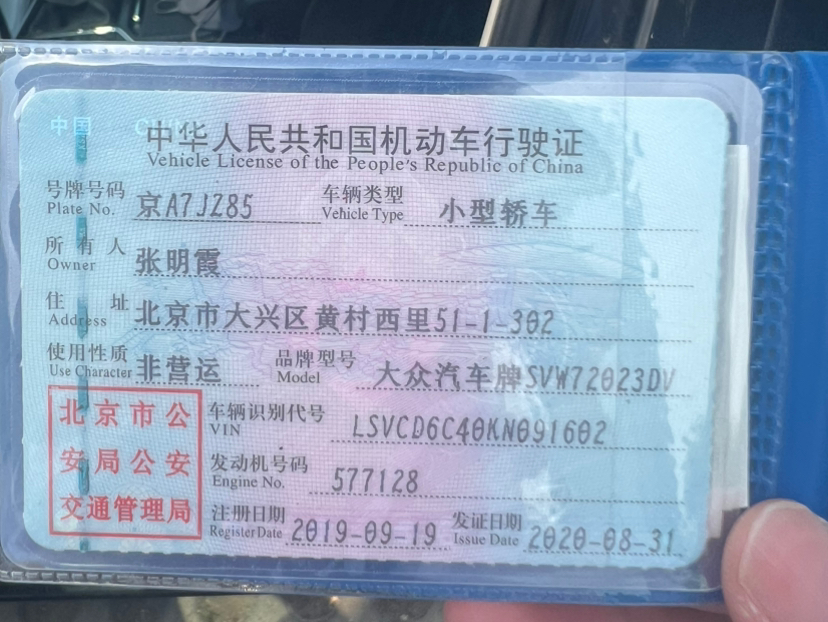 中国 CHINA
中华人民共和国机动车行驶证
Vehicle License of the People's Republic of China
号牌号码 京A7JZ85 车辆类型 小型轿车
Plate No. Vehicle Type
所有人 张明霞
Owner
住址 北京市大兴区黄村西里51-1-302
Address
使用性质 非营运 品牌型号 大众汽车牌SVW72023DV
Use Character Model
北京市公
安局公安
交通管理局
车辆识别代号 LSVCD6C40KN091602
VIN
发动机号码 577128
Engine No.
注册日期 2019-09-19 发证日期 2020-08-31
Register Date Issue Date